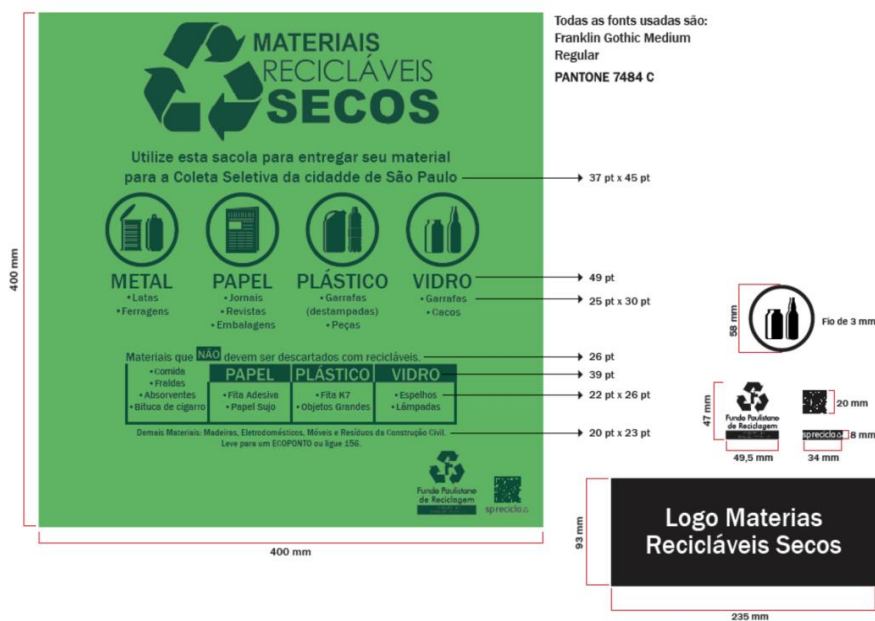 MATERIAIS
RECICLÁVEIS
SECOS
Utilize esta sacola para entregar seu material
para a Coleta Seletiva da cidadde de São Paulo
METAL
• Latas
• Ferragens
PAPEL
• Jornais
• Revistas
• Embalagens
PLÁSTICO
• Garrafas
(destampadas)
• Peças
VIDRO
• Garrafas
• Cacos
Materiais que NÃO devem ser descartados com recicláveis.
• Comida
• Fraldas
• Absorventes
• Bituca de cigarro
PAPEL
• Fita Adesiva
• Papel Sujo
PLÁSTICO
• Fita K7
• Objetos Grandes
VIDRO
• Espelhos
• Lâmpadas
Demais Materiais: Madeiras, Eletrodomésticos, Móveis e Resíduos da Construção Civil.
Leve para um ECOPONTO ou ligue 156.
Fundo Paulistano
de Reciclagem
spreciclo
400 mm
400 mm
Todas as fonts usadas são:
Franklin Gothic Medium
Regular
PANTONE 7484 C
37 pt x 45 pt
49 pt
25 pt x 30 pt
26 pt
39 pt
22 pt x 26 pt
20 pt x 23 pt
58 mm
Fio de 3 mm
47 mm
Fundo Paulistano
de Reciclagem
49,5 mm
20 mm
spreciclo
8 mm
34 mm
93 mm
Logo Materias
Recicláveis Secos
235 mm